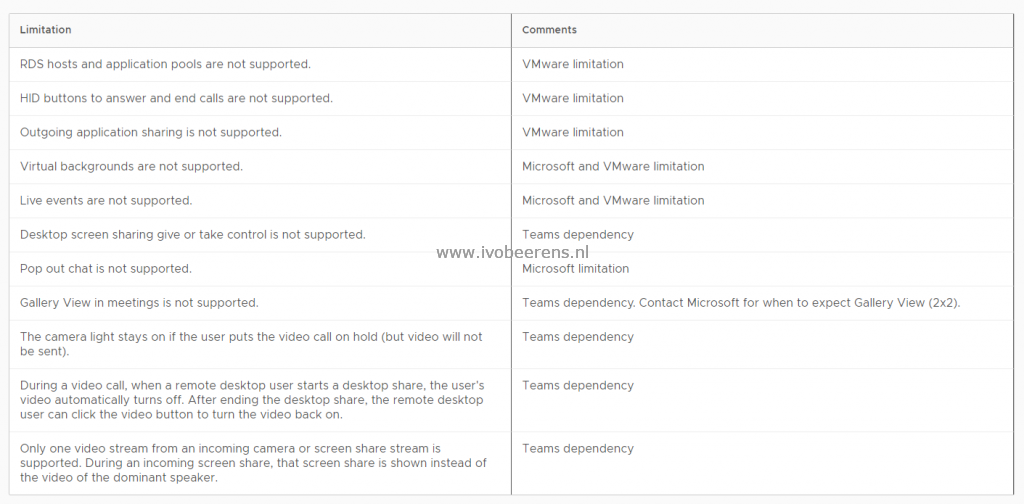 Limitation
Comments
RDS hosts and application pools are not supported.
VMware limitation
HID buttons to answer and end calls are not supported.
VMware limitation
Outgoing application sharing is not supported.
VMware limitation
Virtual backgrounds are not supported.
Microsoft and VMware limitation
Live events are not supported.
Microsoft and VMware limitation
Desktop screen sharing give or take control is not supported.
Teams dependency
www.ivobeerens.nl
Pop out chat is not supported.
Microsoft limitation
Gallery View in meetings is not supported.
Teams dependency. Contact Microsoft for when to expect Gallery View (2x2).
The camera light stays on if the user puts the video call on hold (but video will not
be sent).
Teams dependency
During a video call, when a remote desktop user starts a desktop share, the user's
video automatically turns off. After ending the desktop share, the remote desktop
user can click the video button to turn the video back on.
Teams dependency
Only one video stream from an incoming camera or screen share stream is
supported. During an incoming screen share, that screen share is shown instead of
the video of the dominant speaker.
Teams dependency